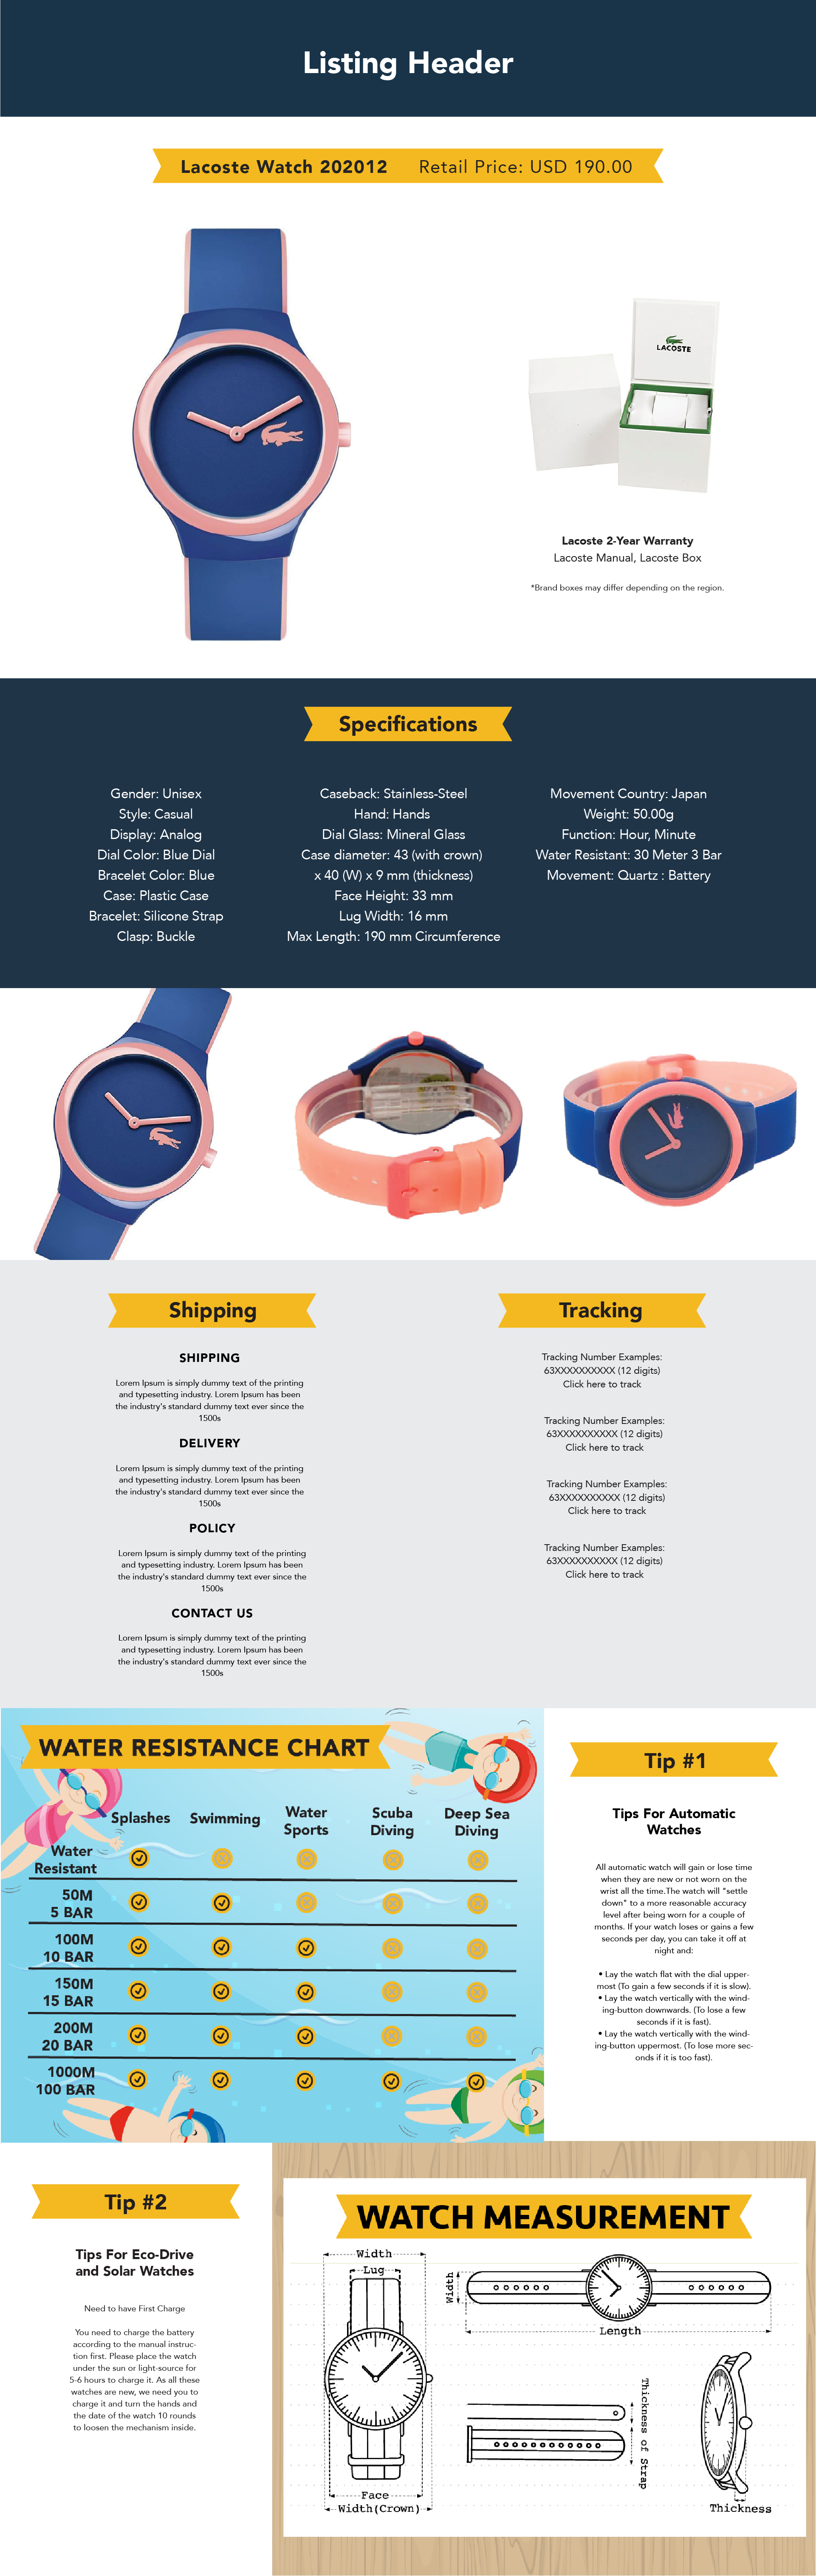 Listing Header
Lacoste Watch 202012 Retail Price: USD 190.00
LACOSTE
Lacoste 2-Year Warranty
Lacoste Manual, Lacoste Box
*Brand boxes may differ depending on the region.
Specifications
Gender: Unisex
Style: Casual
Display: Analog
Dial Color: Blue Dial
Bracelet Color: Blue
Case: Plastic Case
Bracelet: Silicone Strap
Clasp: Buckle
Caseback: Stainless-Steel
Hand: Hands
Dial Glass: Mineral Glass
Case diameter: 43 (with crown)
x 40 (W) x 9 mm (thickness)
Face Height: 33 mm
Lug Width: 16 mm
Max Length: 190 mm Circumference
Movement Country: Japan
Weight: 50.00g
Function: Hour, Minute
Water Resistant: 30 Meter 3 Bar
Movement: Quartz : Battery
Shipping
SHIPPING
Lorem Ipsum is simply dummy text of the printing
and typesetting industry. Lorem Ipsum has been
the industry's standard dummy text ever since the
1500s
DELIVERY
Lorem Ipsum is simply dummy text of the printing
and typesetting industry. Lorem Ipsum has been
the industry's standard dummy text ever since the
1500s
POLICY
Lorem Ipsum is simply dummy text of the printing
and typesetting industry. Lorem Ipsum has been
the industry's standard dummy text ever since the
1500s
CONTACT US
Lorem Ipsum is simply dummy text of the printing
and typesetting industry. Lorem Ipsum has been
the industry's standard dummy text ever since the
1500s
Tracking
Tracking Number Examples:
63XXXXXXXXXX (12 digits)
Click here to track
Tracking Number Examples:
63XXXXXXXXXX (12 digits)
Click here to track
Tracking Number Examples:
63XXXXXXXXXX (12 digits)
Click here to track
Tracking Number Examples:
63XXXXXXXXXX (12 digits)
Click here to track
WATER RESISTANCE CHART
Splashes Swimming Water Sports Scuba Diving Deep Sea Diving
Water
Resistant
50M
5 BAR
100M
10 BAR
150M
15 BAR
200M
20 BAR
1000M
100 BAR
Tip #1
Tips For Automatic
Watches
All automatic watch will gain or lose time
when they are new or not worn on the
wrist all the time.The watch will "settle
down" to a more reasonable accuracy
level after being worn for a couple of
months. If your watch loses or gains a few
seconds per day, you can take it off at
night and:
• Lay the watch flat with the dial upper-
most (To gain a few seconds if it is slow).
• Lay the watch vertically with the wind-
ing-button downwards. (To lose a few
seconds if it is fast).
• Lay the watch vertically with the wind-
ing-button uppermost. (To lose more sec-
onds if it is too fast).
Tip #2
Tips For Eco-Drive
and Solar Watches
Need to have First Charge
You need to charge the battery
according to the manual instruc-
tion first. Please place the watch
under the sun or light-source for
5-6 hours to charge it. As all these
watches are new, we need you to
charge it and turn the hands and
the date of the watch 10 rounds
to loosen the mechanism inside.
WATCH MEASUREMENT
Width
Lug
Face
Width(Crown)
Width
Length
Thickness of Strap
Thickness